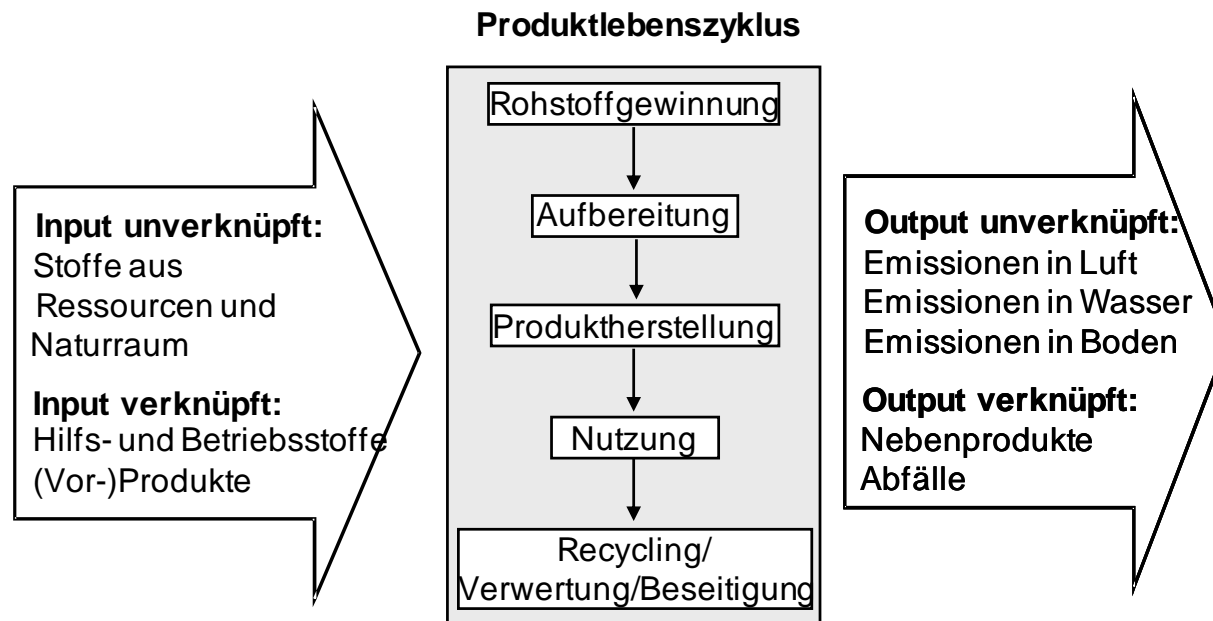 Produktlebenszyklus
Input unverknüpft:
Stoffe aus
Ressourcen und
Naturraum
Input verknüpft:
Hilfs- und Betriebsstoffe
(Vor-)Produkte
Rohstoffgewinnung
Aufbereitung
Produktherstellung
Nutzung
Recycling/
Verwertung/Beseitigung
Output unverknüpft:
Emissionen in Luft
Emissionen in Wasser
Emissionen in Boden
Output verknüpft:
Nebenprodukte
Abfälle